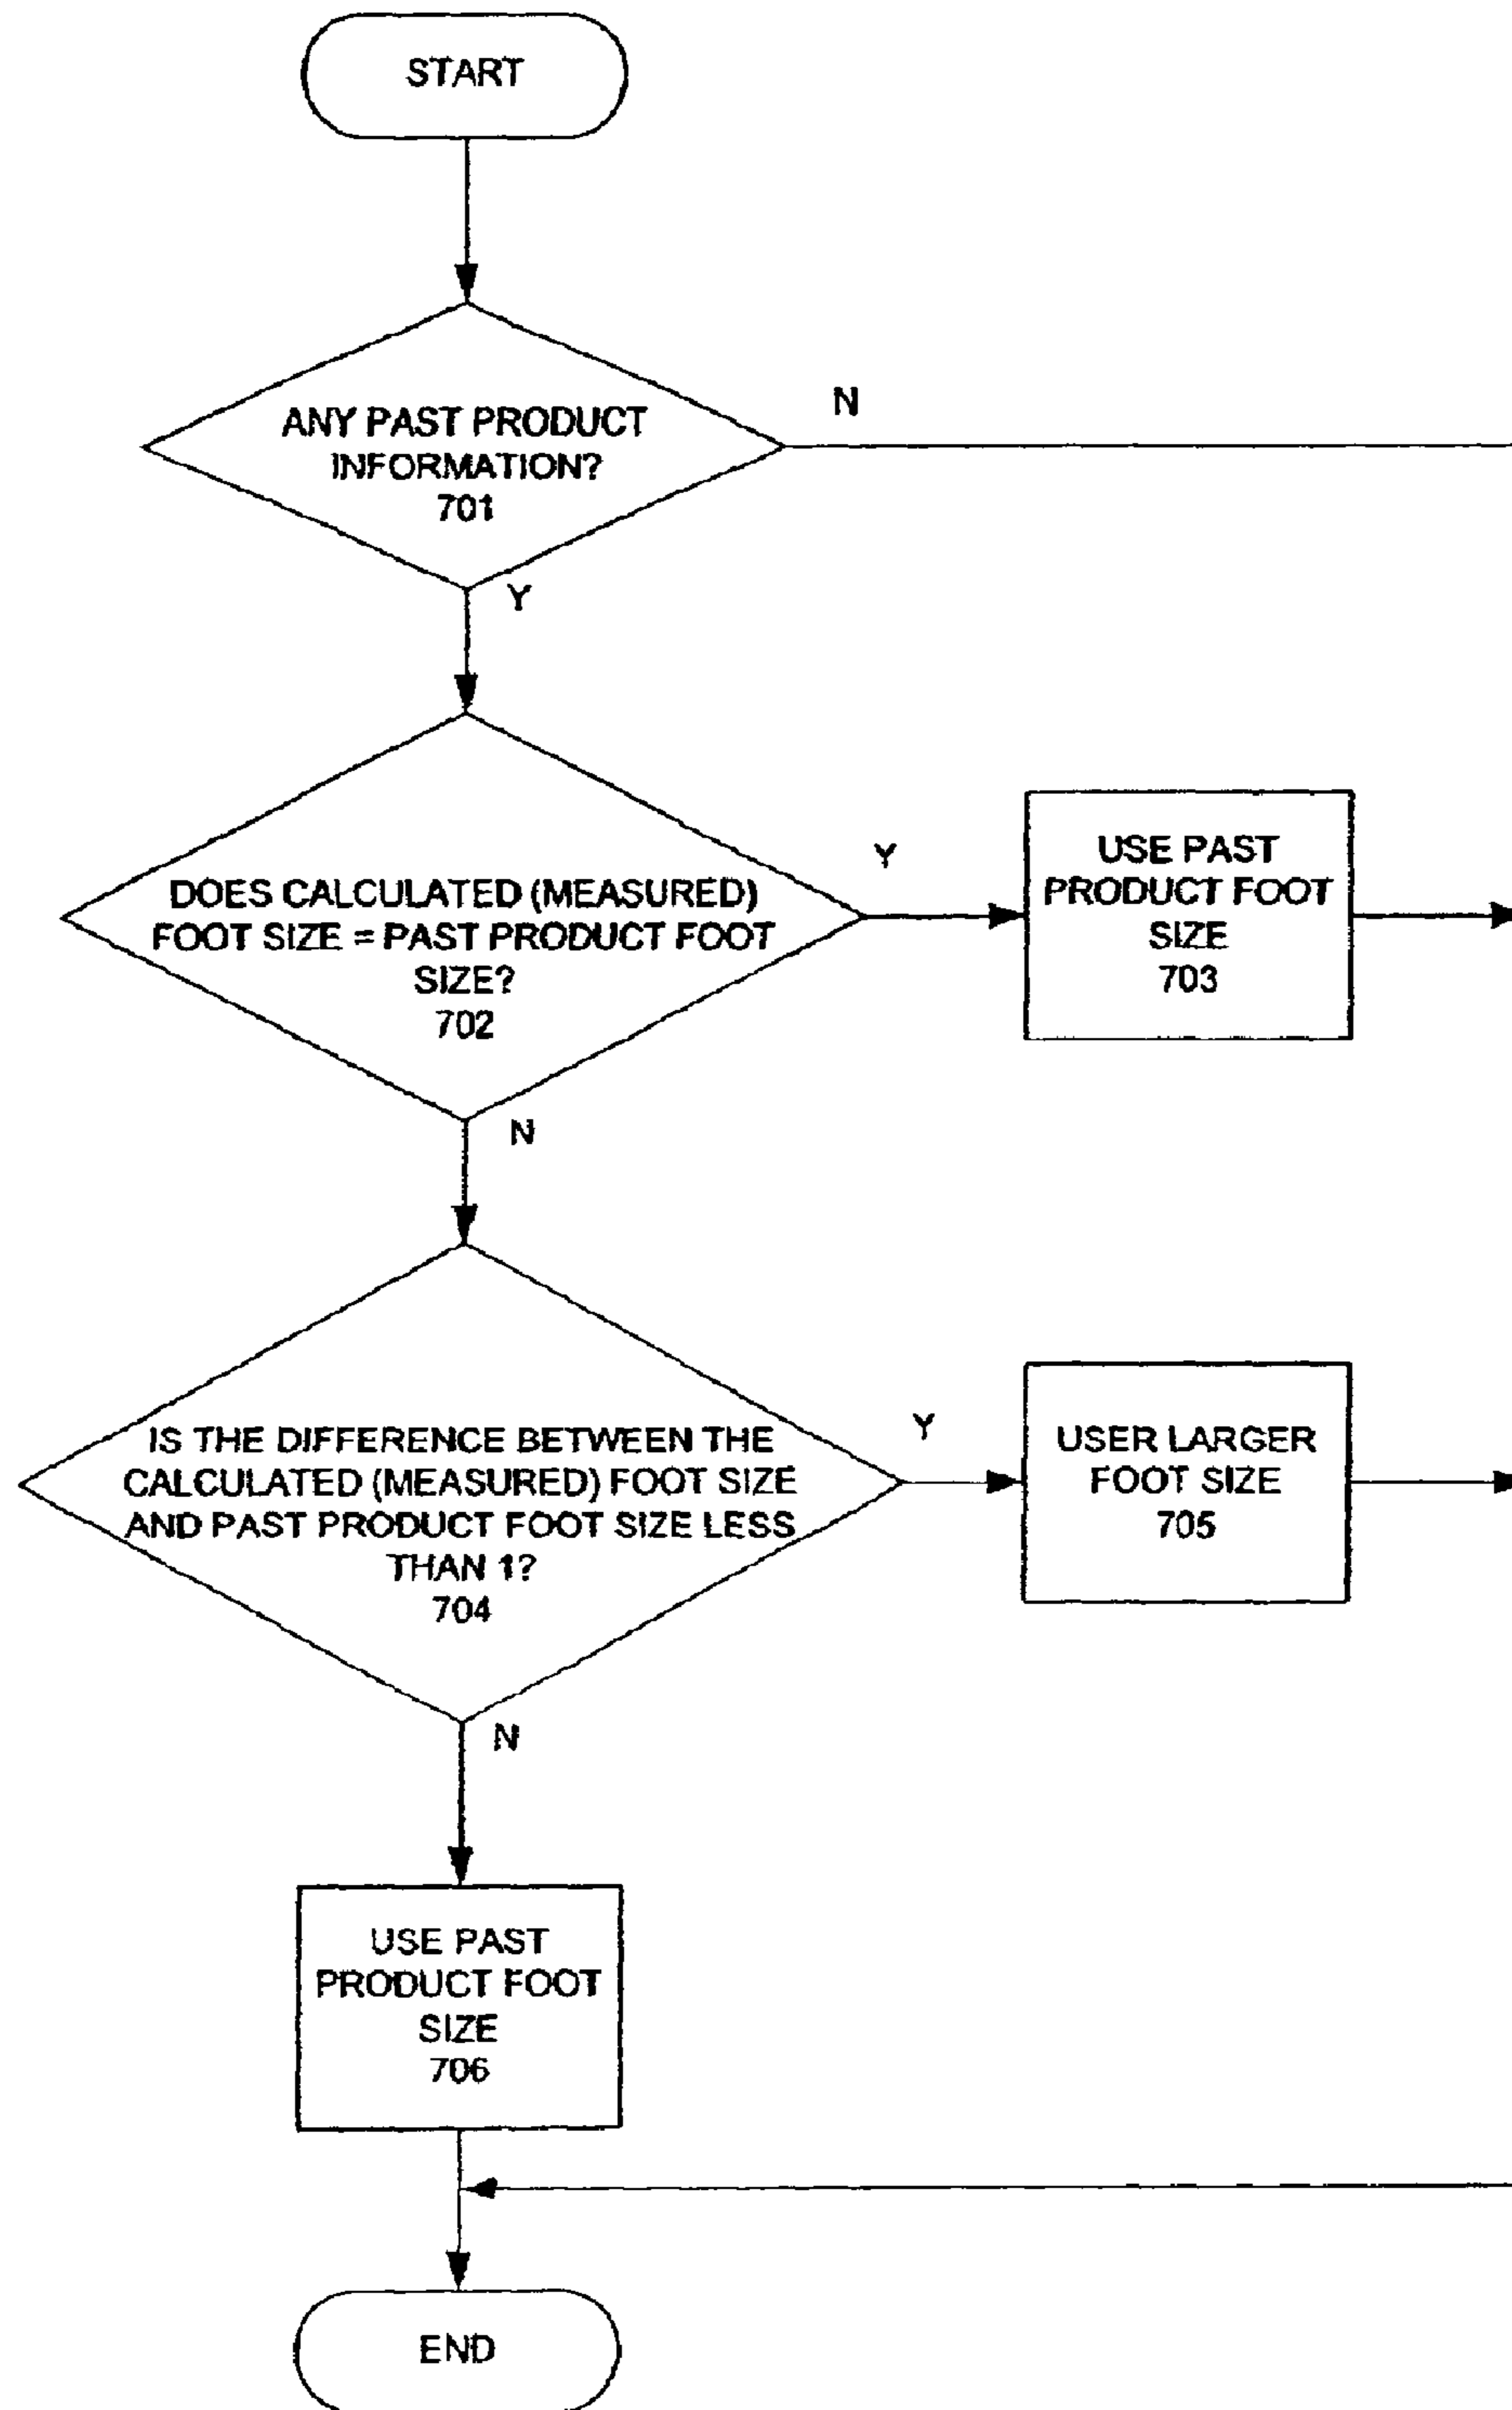 START
ANY PAST PRODUCT
INFORMATION?
701
N
Y
DOES CALCULATED (MEASURED)
FOOT SIZE = PAST PRODUCT FOOT
SIZE?
702
Y
USE PAST
PRODUCT FOOT
SIZE
703
N
IS THE DIFFERENCE BETWEEN THE
CALCULATED (MEASURED) FOOT SIZE
AND PAST PRODUCT FOOT SIZE LESS
THAN 1?
704
Y
USER LARGER
FOOT SIZE
705
N
USE PAST
PRODUCT FOOT
SIZE
706
END